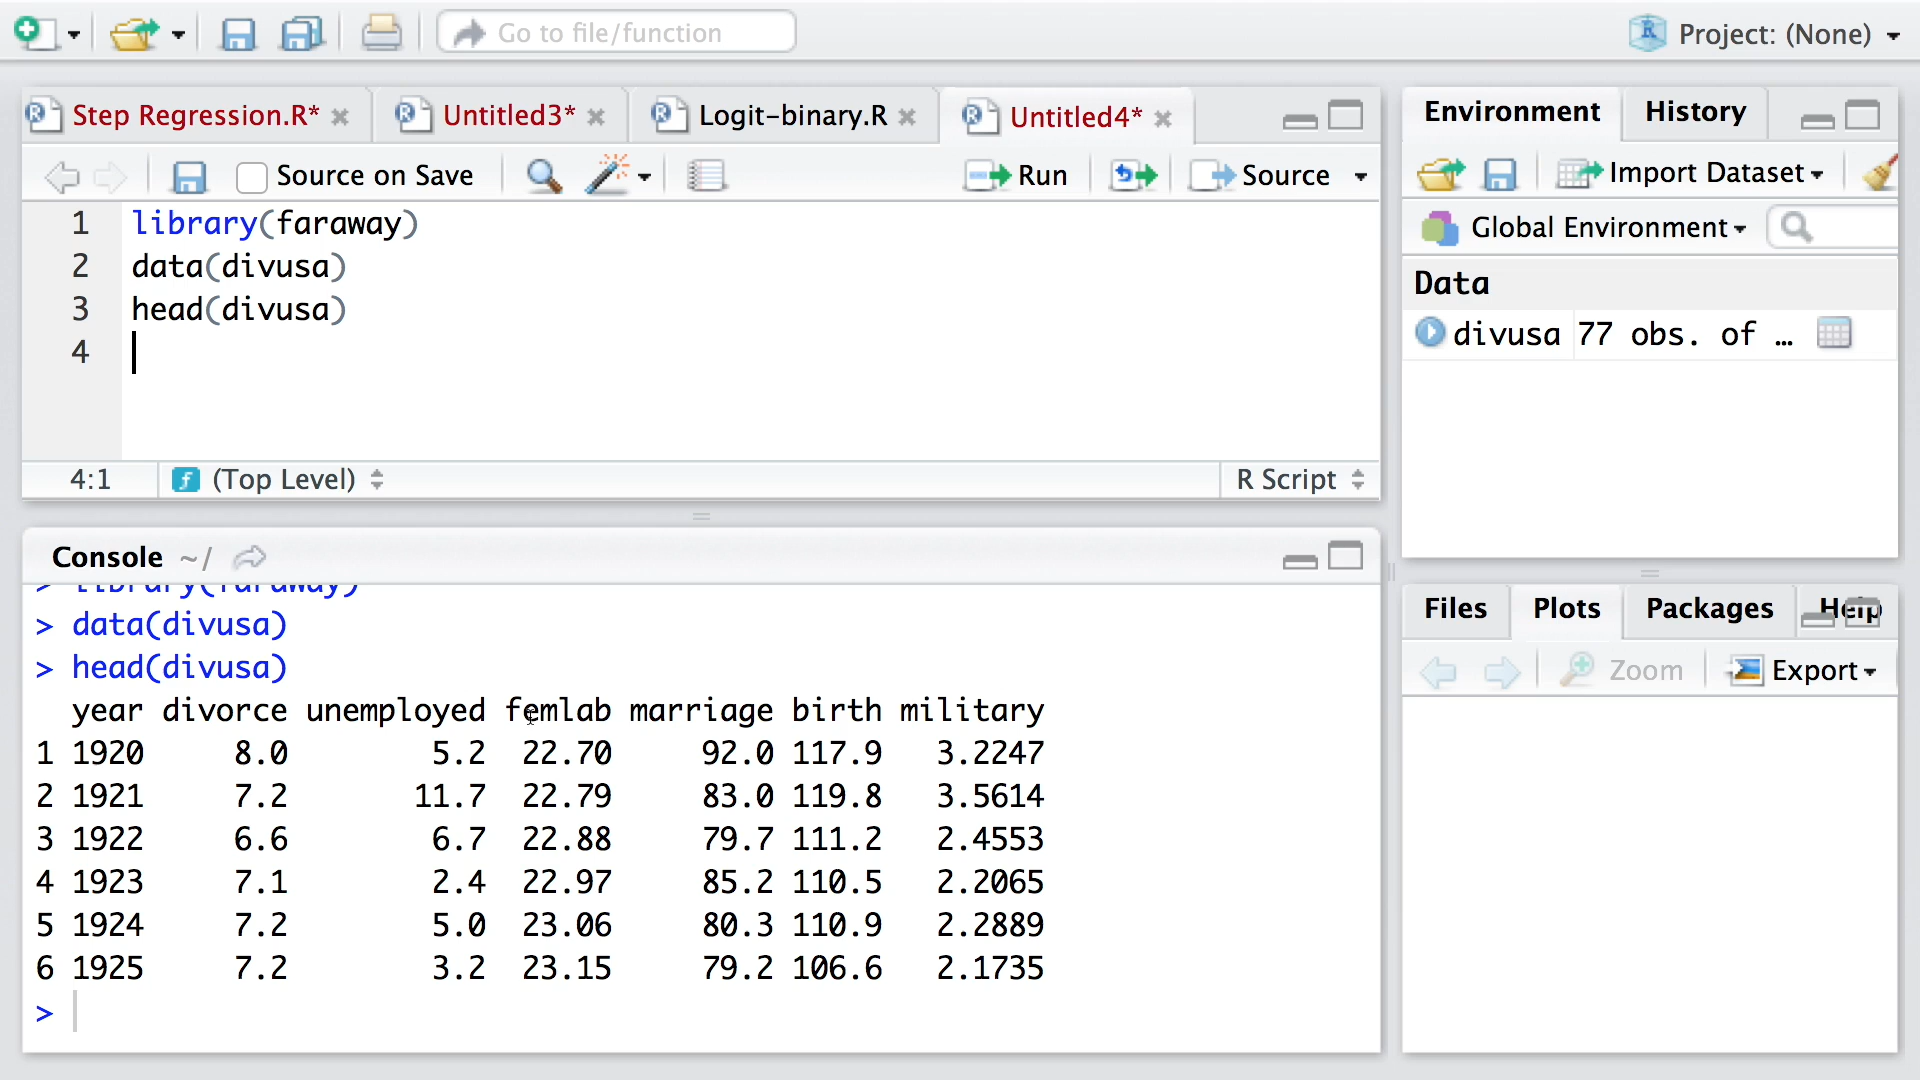 Go to file/function
Project: (None)
Step Regression.R*
Untitled3*
Logit-binary.R
Untitled4*
Environment
History
Source on Save
Run
Source
Import Dataset
1 library(faraway)
2 data(divusa)
3 head(divusa)
4
Global Environment
Data
divusa 77 obs. of …
4:1
(Top Level)
R Script
Console ~/
> library(faraway)
> data(divusa)
> head(divusa)
year divorce unemployed femlab marriage birth military
1 1920 8.0 5.2 22.70 92.0 117.9 3.2247
2 1921 7.2 11.7 22.79 83.0 119.8 3.5614
3 1922 6.6 6.7 22.88 79.7 111.2 2.4553
4 1923 7.1 2.4 22.97 85.2 110.5 2.2065
5 1924 7.2 5.0 23.06 80.3 110.9 2.2889
6 1925 7.2 3.2 23.15 79.2 106.6 2.1735
>
Files
Plots
Packages
Help
Zoom
Export